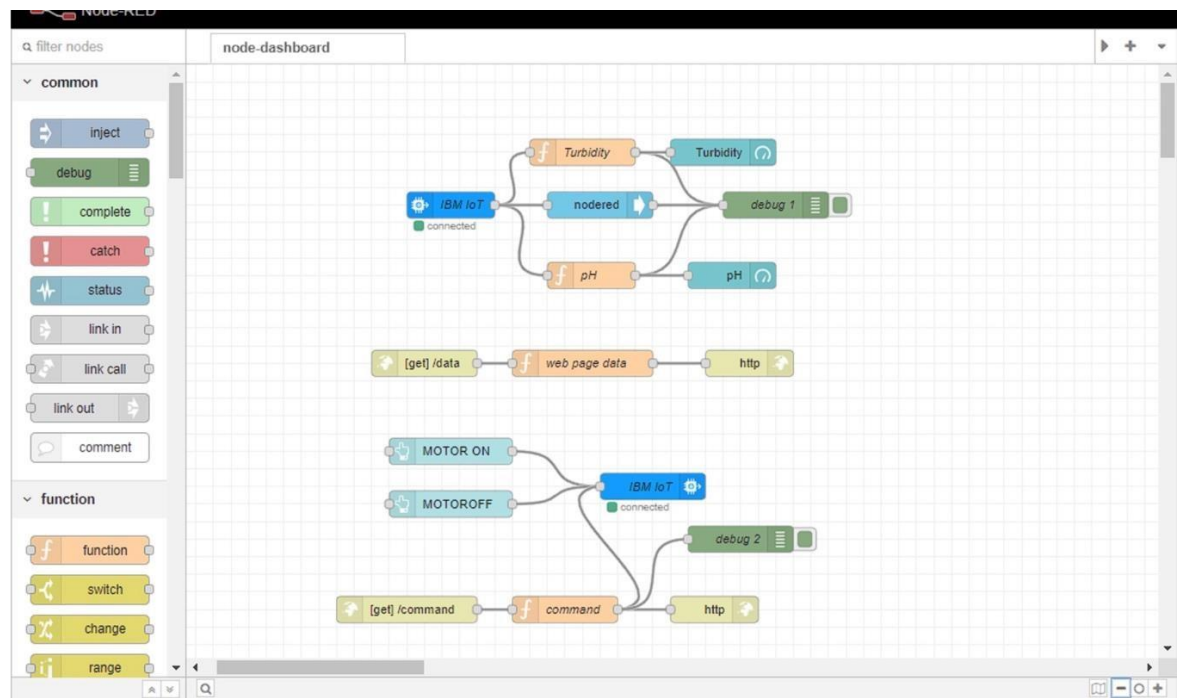 Node-RED
filter nodes
node-dashboard
common
inject
debug
complete
catch
status
link in
link call
link out
comment
function
function
switch
change
range
Turbidity
Turbidity
IBM IoT
connected
nodered
debug 1
pH
pH
[get] /data
web page data
http
MOTOR ON
MOTOROFF
IBM IoT
connected
debug 2
[get] /command
command
http